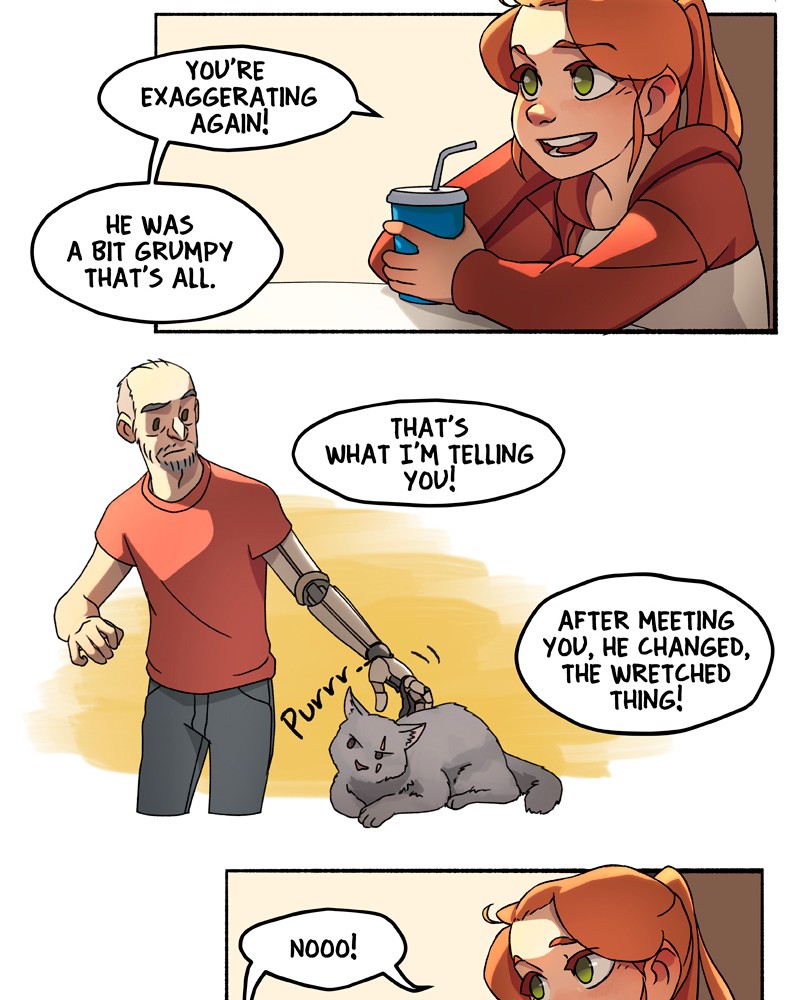 YOU'RE
EXAGGERATING
AGAIN!
HE WAS
A BIT GRUMPY
THAT'S ALL.
THAT'S
WHAT I'M TELLING
YOU!
AFTER MEETING
YOU, HE CHANGED,
THE WRETCHED
THING!
Purrr...
NOOO!